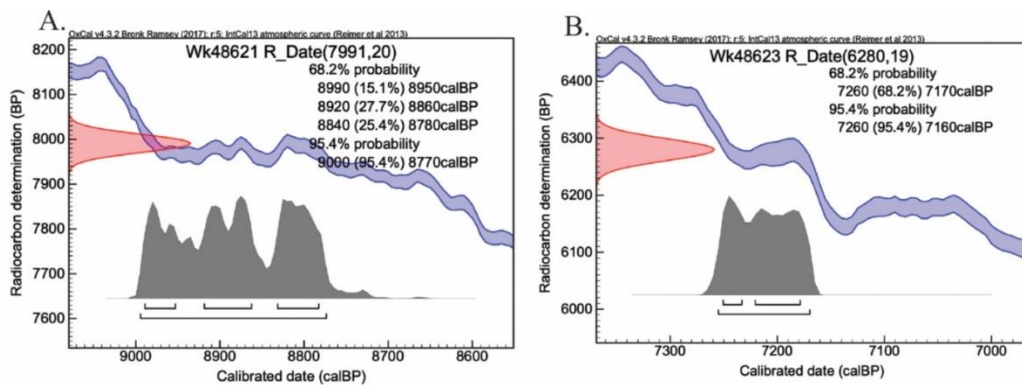 A.
OxCal v4.3.2 Bronk Ramsey (2017); r:5; IntCal13 atmospheric curve (Reimer et al 2013)
Wk48621 R_Date(7991,20)
68.2% probability
8990 (15.1%) 8950calBP
8920 (27.7%) 8860calBP
8840 (25.4%) 8780calBP
95.4% probability
9000 (95.4%) 8770calBP
Radiocarbon determination (BP)
8200
8100
8000
7900
7800
7700
7600
9000
8900
8800
8700
8600
Calibrated date (calBP)
B.
OxCal v4.3.2 Bronk Ramsey (2017); r:5; IntCal13 atmospheric curve (Reimer et al 2013)
Wk48623 R_Date(6280,19)
68.2% probability
7260 (68.2%) 7170calBP
95.4% probability
7260 (95.4%) 7160calBP
Radiocarbon determination (BP)
6400
6300
6200
6100
6000
7300
7200
7100
7000
Calibrated date (calBP)